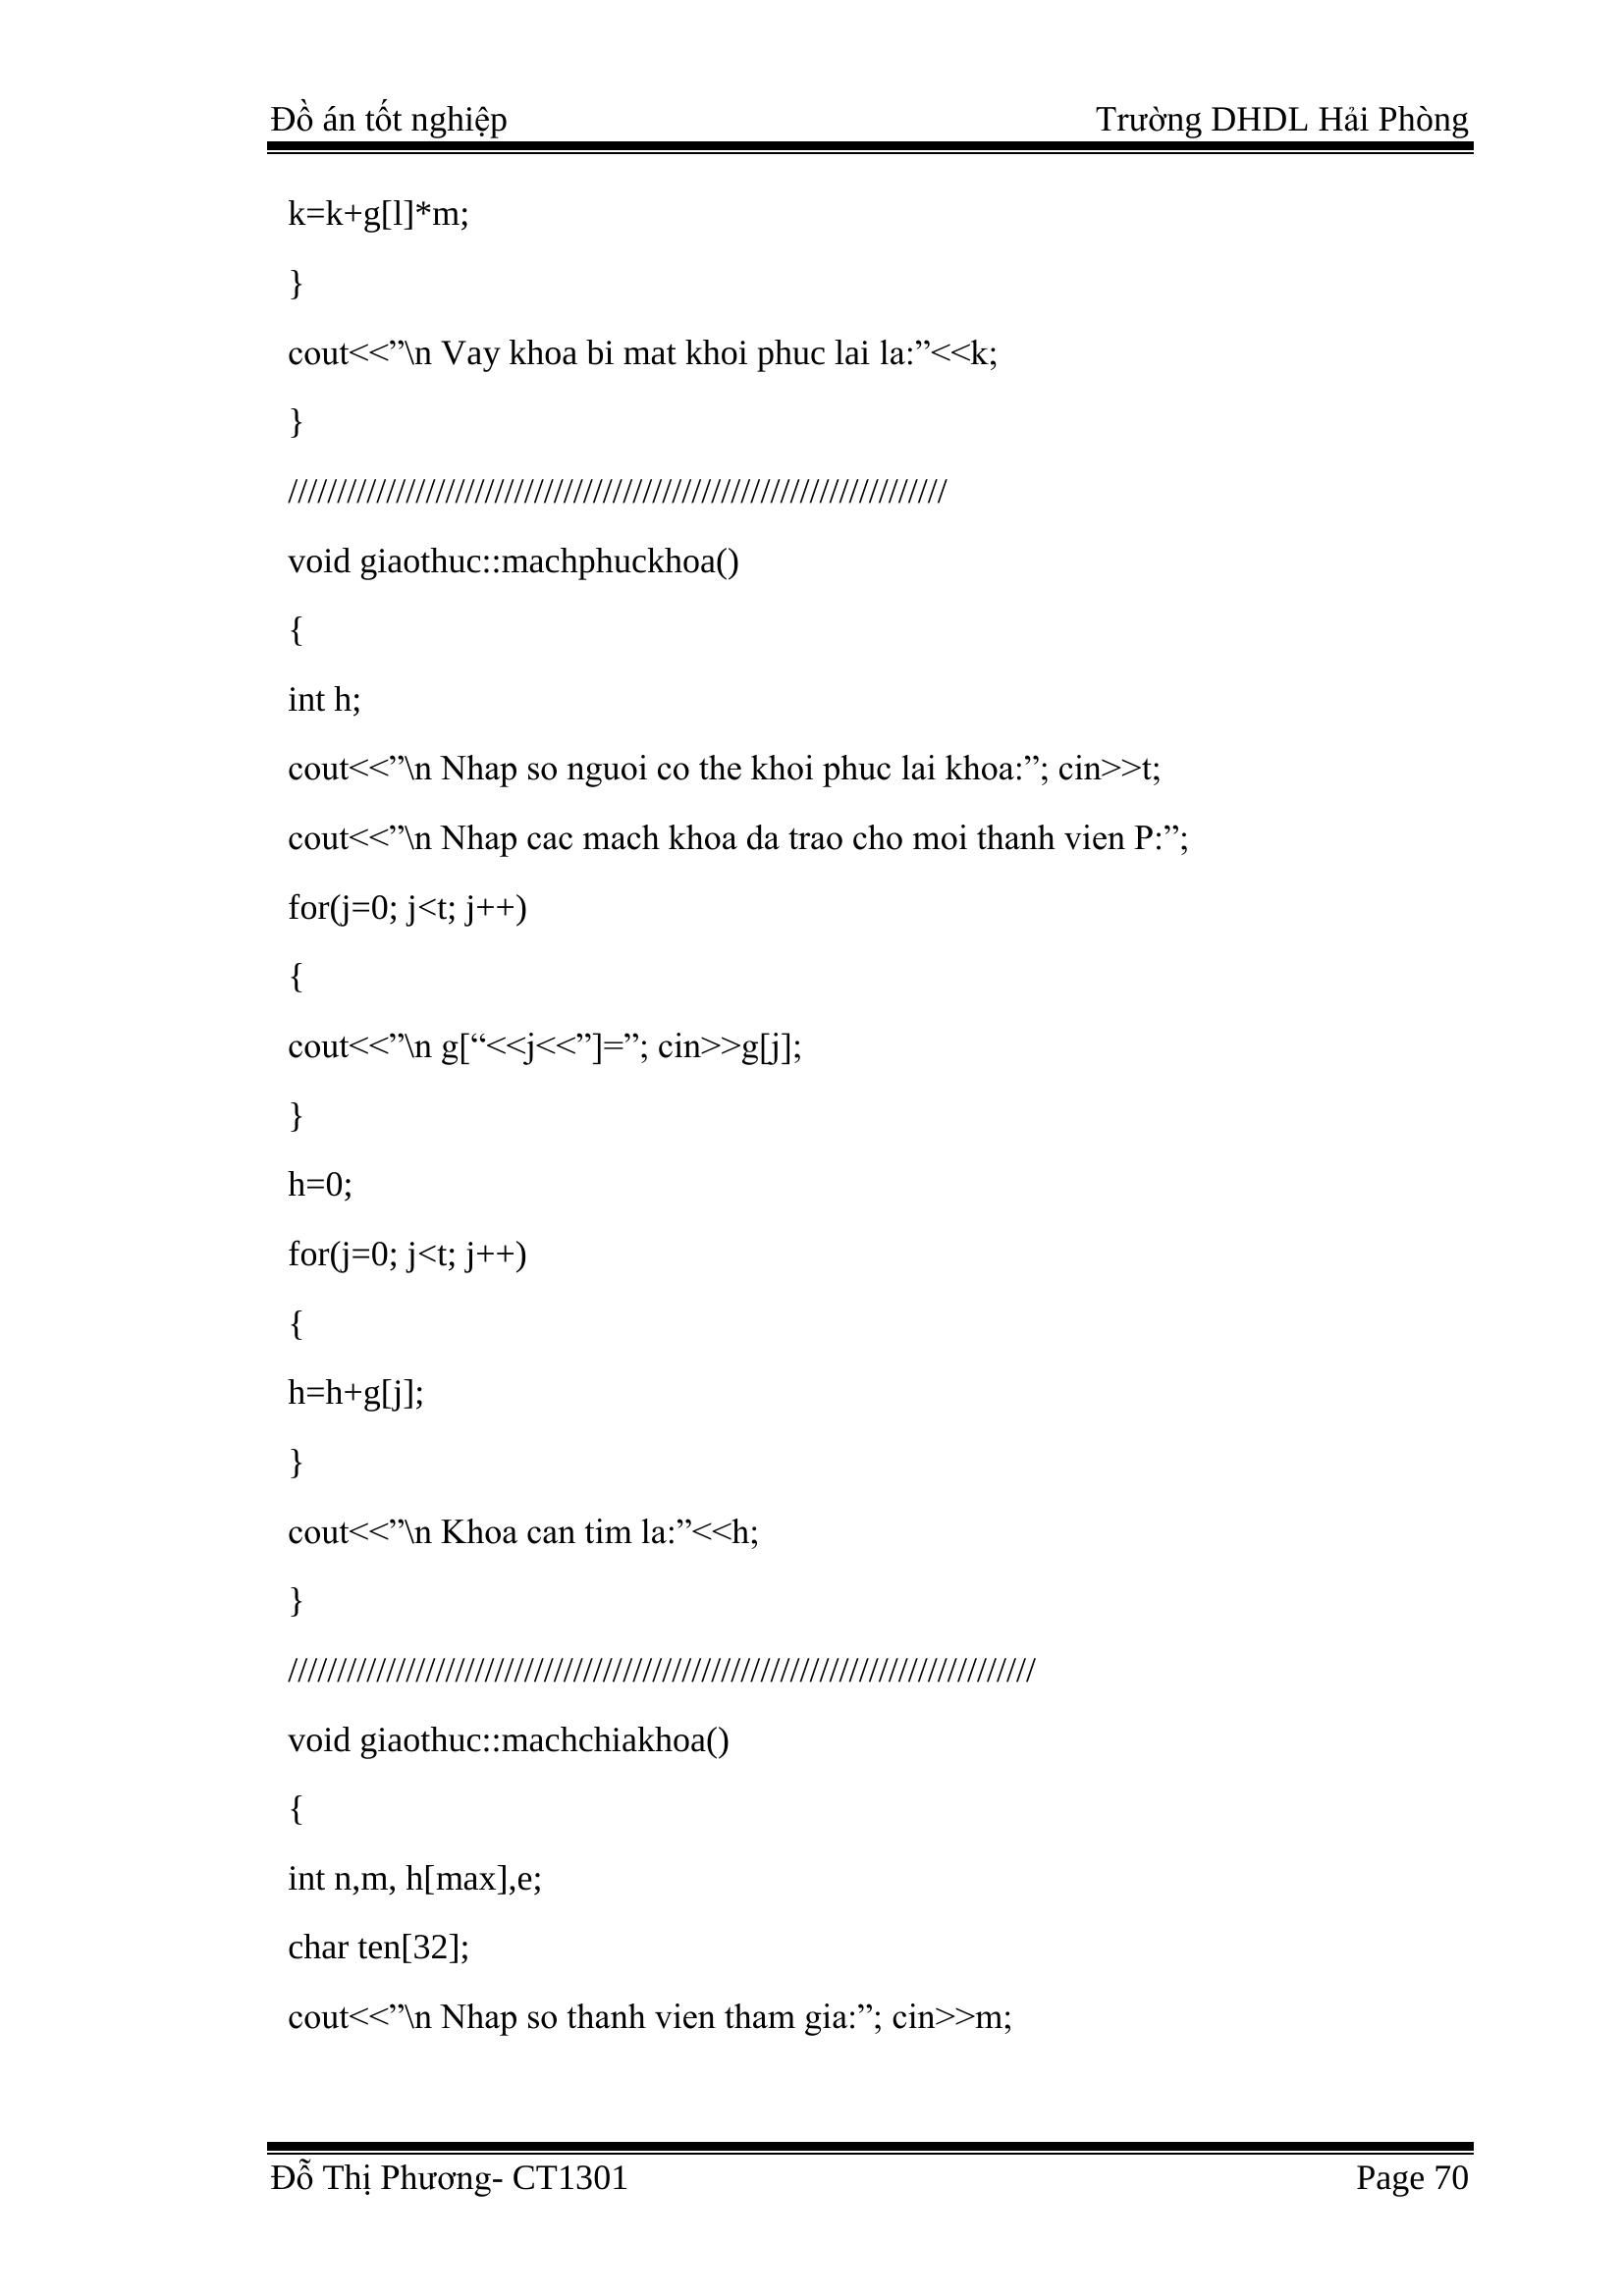 Đồ án tốt nghiệp Trường DHDL Hải Phòng
k=k+g[l]*m;
}
cout<<”\n Vay khoa bi mat khoi phuc lai la:”<<k;
}
///////////////////////////////////////////////////////////////////
void giaothuc::machphuckhoa()
{
int h;
cout<<”\n Nhap so nguoi co the khoi phuc lai khoa:”; cin>>t;
cout<<”\n Nhap cac mach khoa da trao cho moi thanh vien P:”;
for(j=0; j<t; j++)
{
cout<<”\n g[“<<j<<”]=”; cin>>g[j];
}
h=0;
for(j=0; j<t; j++)
{
h=h+g[j];
}
cout<<”\n Khoa can tim la:”<<h;
}
////////////////////////////////////////////////////////////////////////////
void giaothuc::machchiakhoa()
{
int n,m, h[max],e;
char ten[32];
cout<<”\n Nhap so thanh vien tham gia:”; cin>>m;
Đỗ Thị Phương- CT1301 Page 70